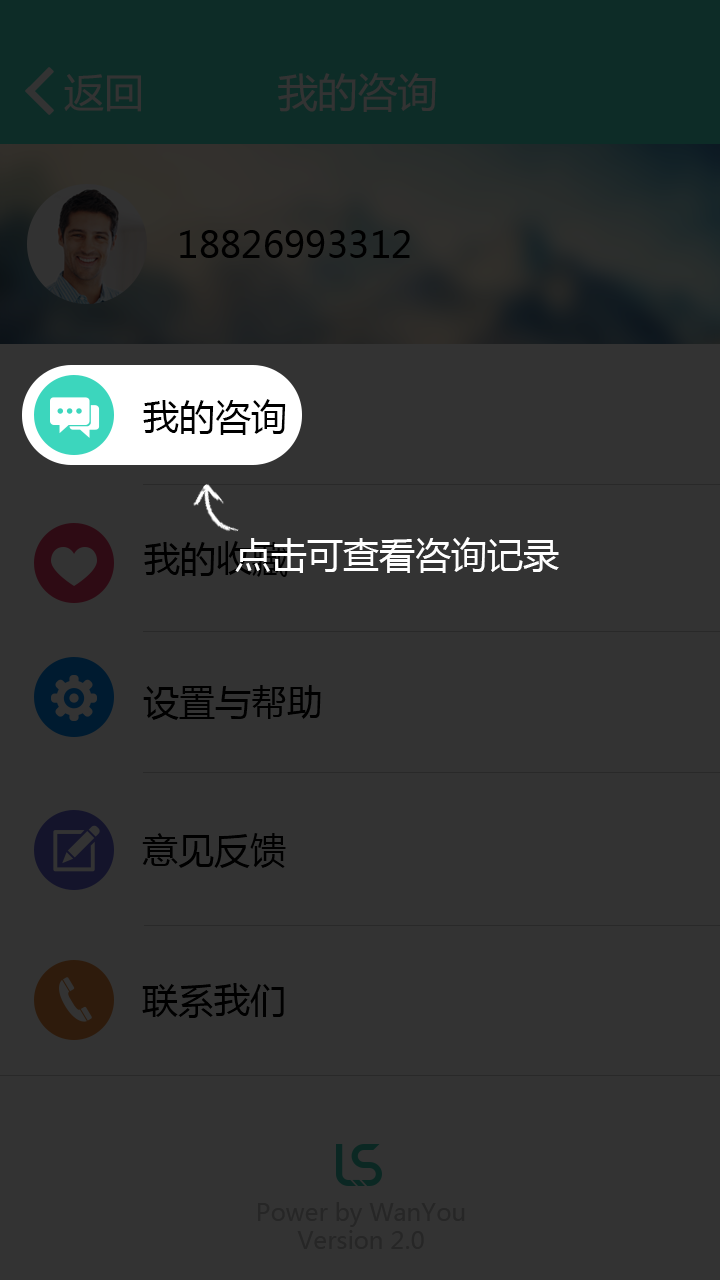 返回
我的咨询
18826993312
我的咨询
我的收藏
点击可查看咨询记录
设置与帮助
意见反馈
联系我们
LS
Power by WanYou
Version 2.0